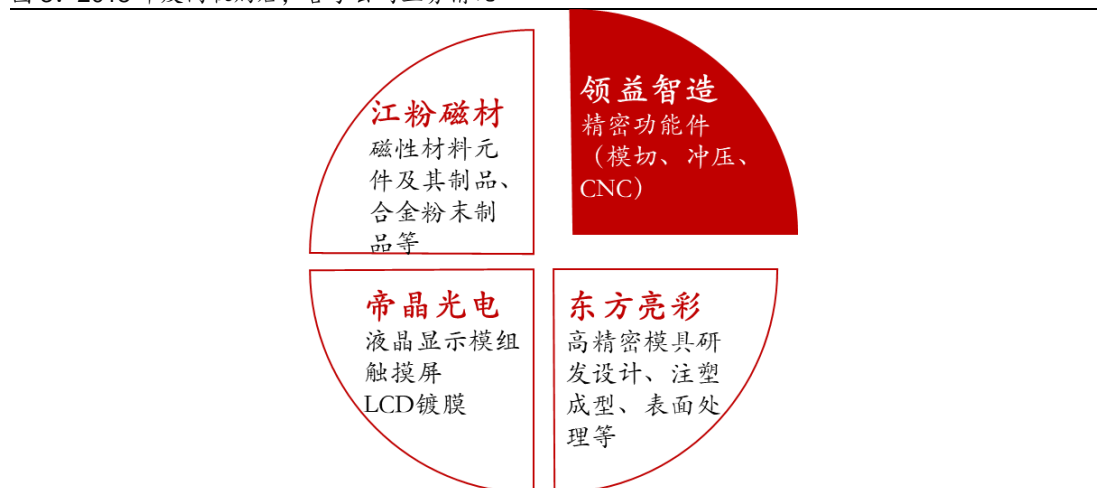 江粉磁材
磁性材料元
件及其制品、
合金粉末制
品等
领益智造
精密功能件
（模切、冲压、
CNC）
帝晶光电
液晶显示模组
触摸屏
LCD镀膜
东方亮彩
高精密模具研
发设计、注塑
成型、表面处
理等